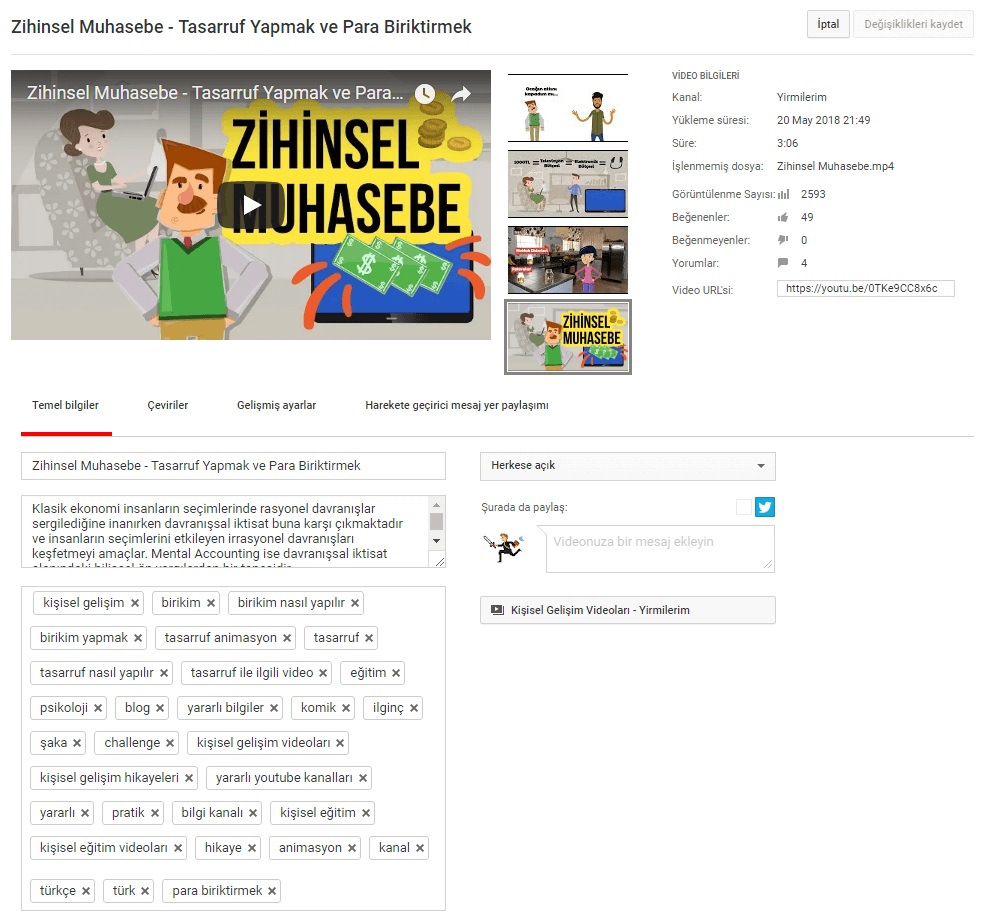 Zihinsel Muhasebe - Tasarruf Yapmak ve Para Biriktirmek
İptal
Değişiklikleri kaydet
Zihinsel Muhasebe - Tasarruf Yapmak ve Para...
ZİHİNSEL
MUHASEBE
Ocağın altını
kapadım mı...
1000TL
ZİHİNSEL
MUHASEBE
VİDEO BİLGİLERİ
Kanal: Yirmilerim
Yükleme süresi: 20 May 2018 21:49
Süre: 3:06
İşlenmemiş dosya: Zihinsel Muhasebe.mp4
Görüntülenme Sayısı: 2593
Beğenenler: 49
Beğenmeyenler: 0
Yorumlar: 4
Video URL'si: https://youtu.be/0TKe9CC8x6c
Temel bilgiler
Çeviriler
Gelişmiş ayarlar
Harekete geçirici mesaj yer paylaşımı
Zihinsel Muhasebe - Tasarruf Yapmak ve Para Biriktirmek
Klasik ekonomi insanların seçimlerinde rasyonel davranışlar
sergilediğine inanırken davranışsal iktisat buna karşı çıkmaktadır
ve insanların seçimlerini etkileyen irrasyonel davranışları
keşfetmeyi amaçlar. Mental Accounting ise davranışsal iktisat
kişisel gelişim × birikim × birikim nasıl yapılır ×
birikim yapmak × tasarruf animasyon × tasarruf ×
tasarruf nasıl yapılır × tasarruf ile ilgili video × eğitim ×
psikoloji × blog × yararlı bilgiler × komik × ilginç ×
şaka × challenge × kişisel gelişim videoları ×
kişisel gelişim hikayeleri × yararlı youtube kanalları ×
yararlı × pratik × bilgi kanalı × kişisel eğitim ×
kişisel eğitim videoları × hikaye × animasyon × kanal ×
türkçe × türk × para biriktirmek ×
Herkese açık
Şurada da paylaş:
Videonuza bir mesaj ekleyin
Kişisel Gelişim Videoları - Yirmilerim